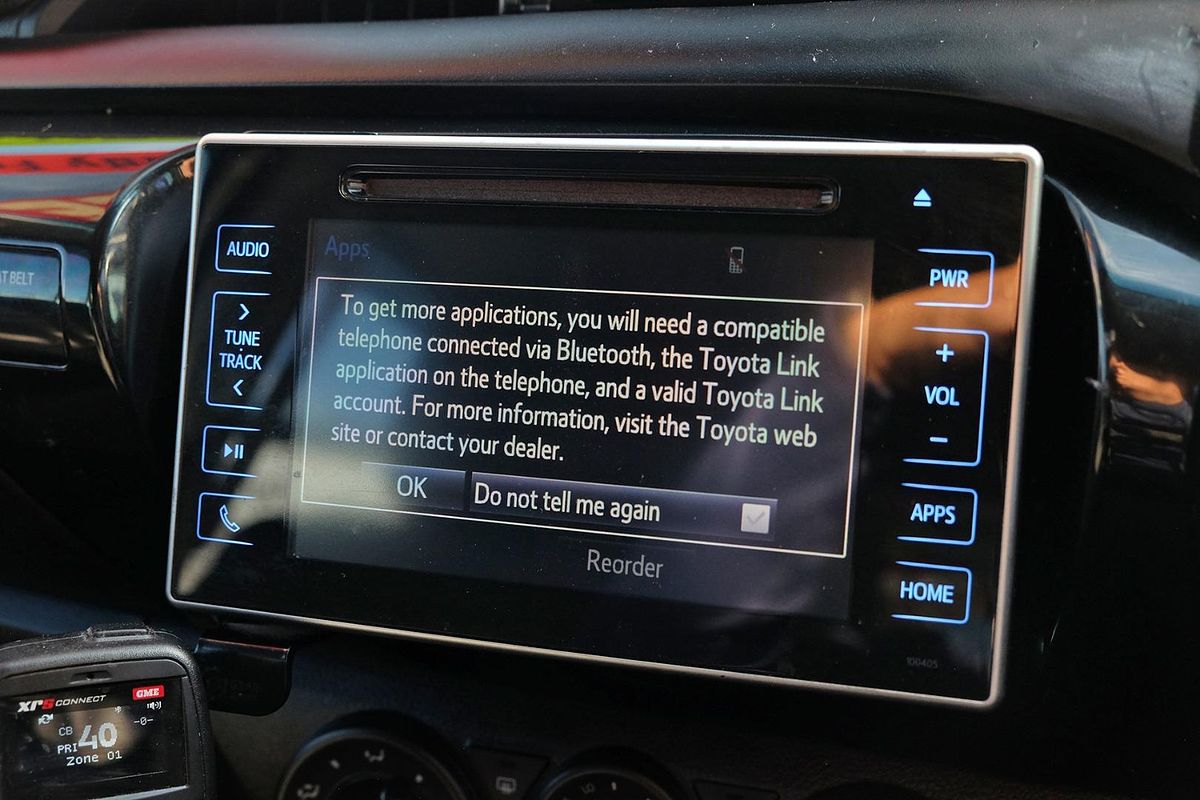 AUDIO
>
TUNE
TRACK
<
T BELT
Apps
To get more applications, you will need a compatible
telephone connected via Bluetooth, the Toyota Link
application on the telephone, and a valid Toyota Link
account. For more information, visit the Toyota web
site or contact your dealer.
OK
Do not tell me again
Reorder
PWR
+
VOL
-
APPS
HOME
100405
XRS CONNECT
GME
CB
40
-0-
PRI
Zone 01